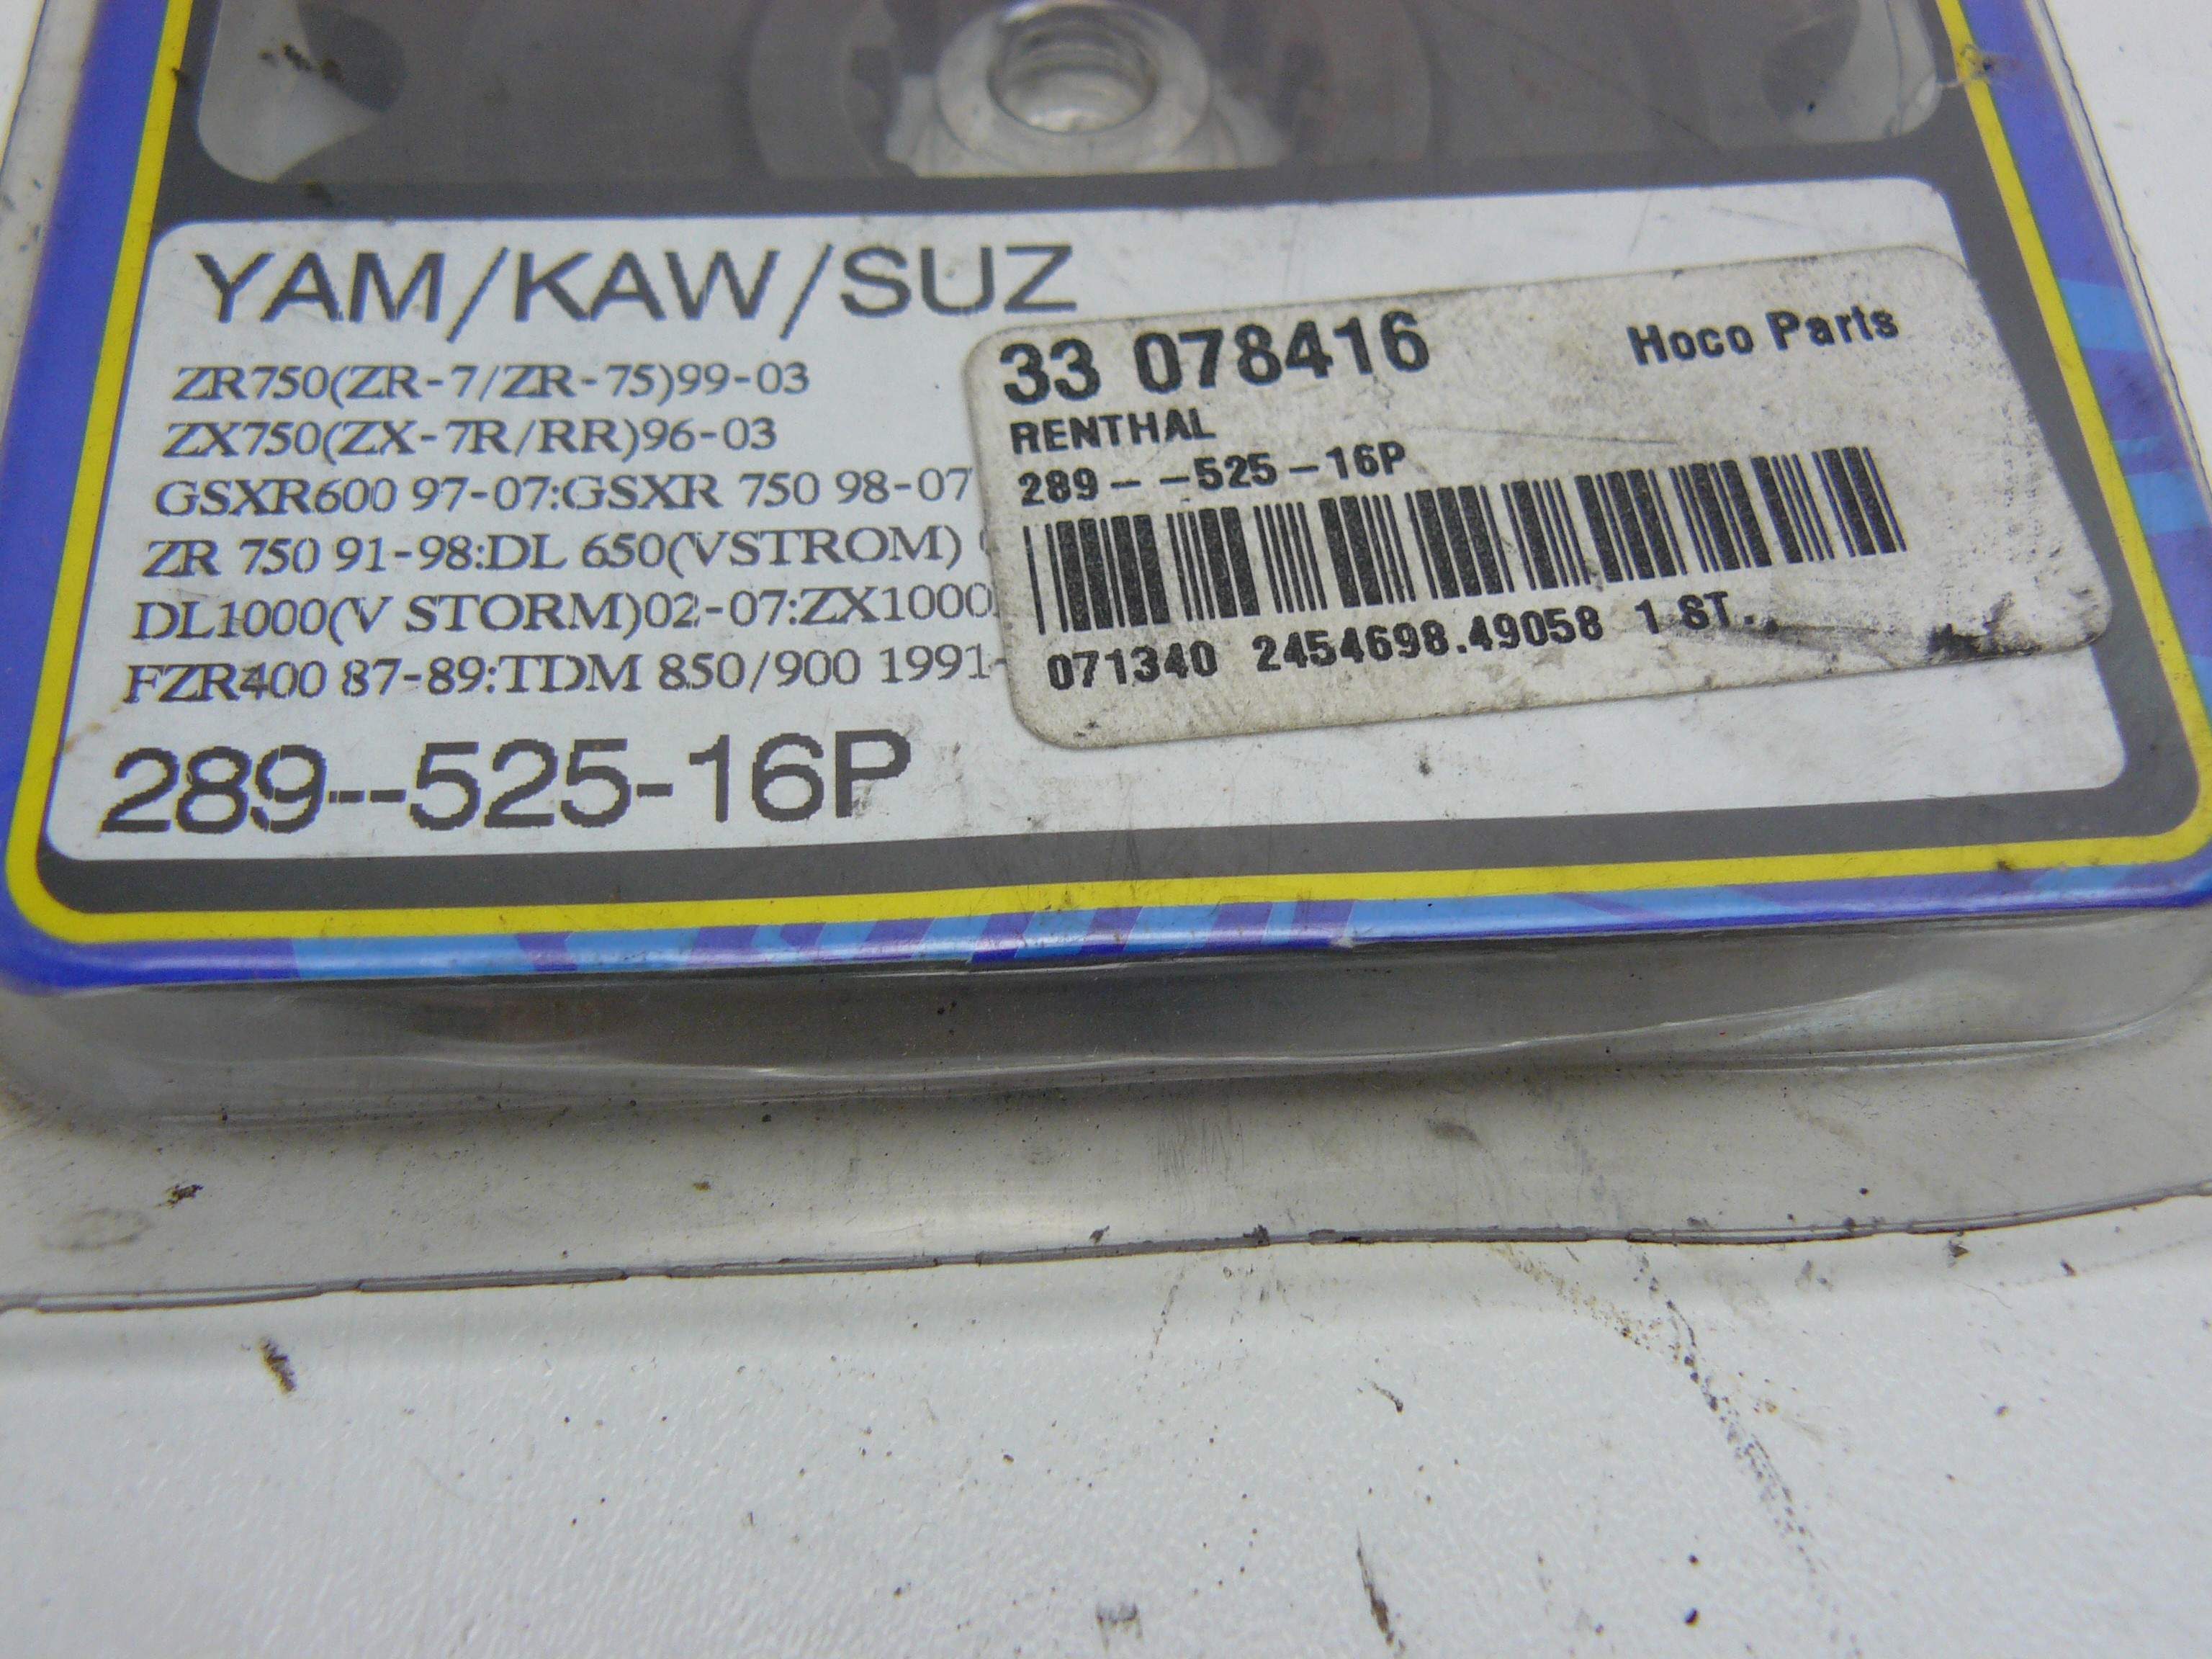 YAM/KAW/SUZ
ZR750(ZR-7/ZR-75)99-03
ZX750(ZX-7R/RR)96-03
GSXR600 97-07:GSXR 750 98-07
ZR 750 91-98:DL 650(VSTROM)
DL1000(V STORM)02-07:ZX1000
FZR400 87-89:TDM 850/900 1991-
289--525-16P
33 078416 Hoco Parts
RENTHAL
289--525-16P
071340 2454698.49058 1 ST.